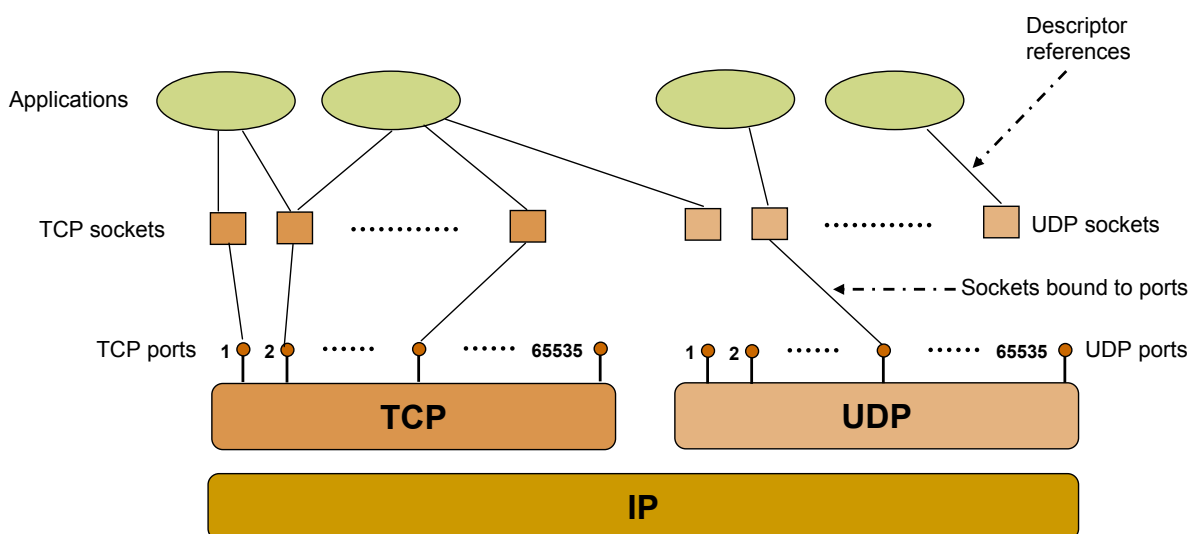 Descriptor
references
Applications
TCP sockets
UDP sockets
Sockets bound to ports
TCP ports
1
2
65535
1
2
65535
UDP ports
TCP
UDP
IP